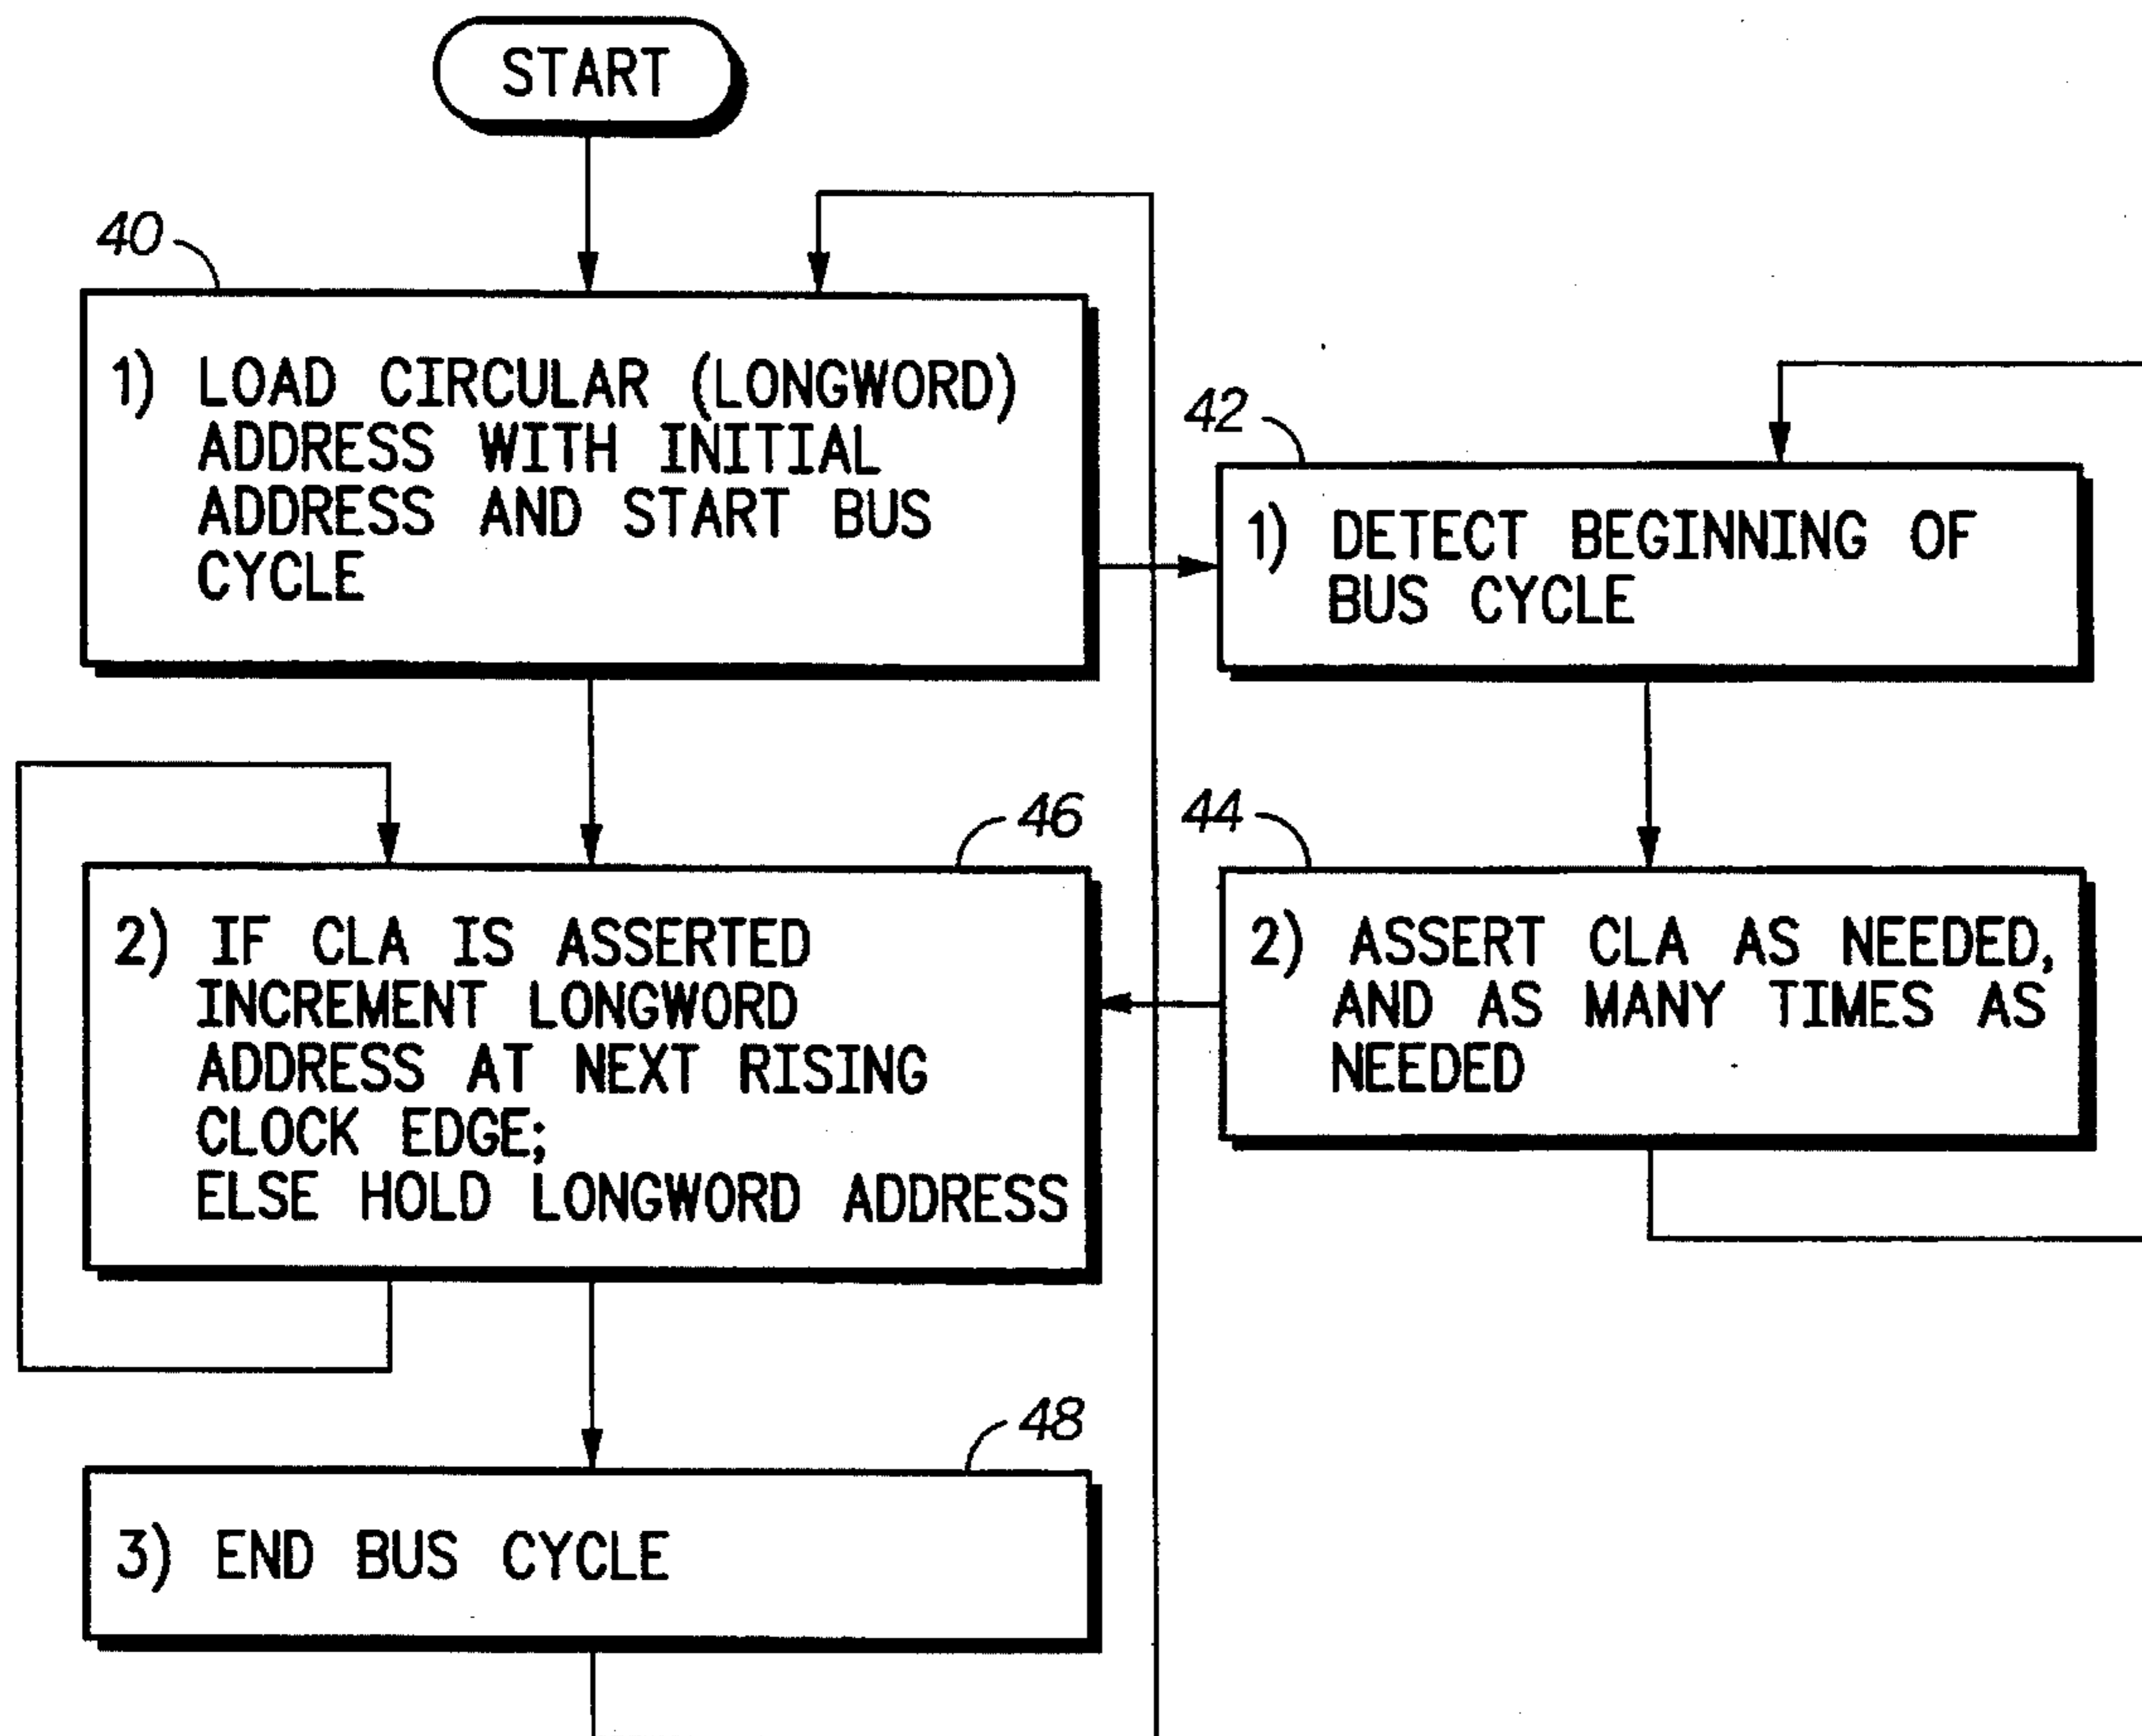 START
40
1) LOAD CIRCULAR (LONGWORD)
ADDRESS WITH INITIAL
ADDRESS AND START BUS
CYCLE
42
1) DETECT BEGINNING OF
BUS CYCLE
46
2) IF CLA IS ASSERTED
INCREMENT LONGWORD
ADDRESS AT NEXT RISING
CLOCK EDGE;
ELSE HOLD LONGWORD ADDRESS
44
2) ASSERT CLA AS NEEDED,
AND AS MANY TIMES AS
NEEDED
48
3) END BUS CYCLE